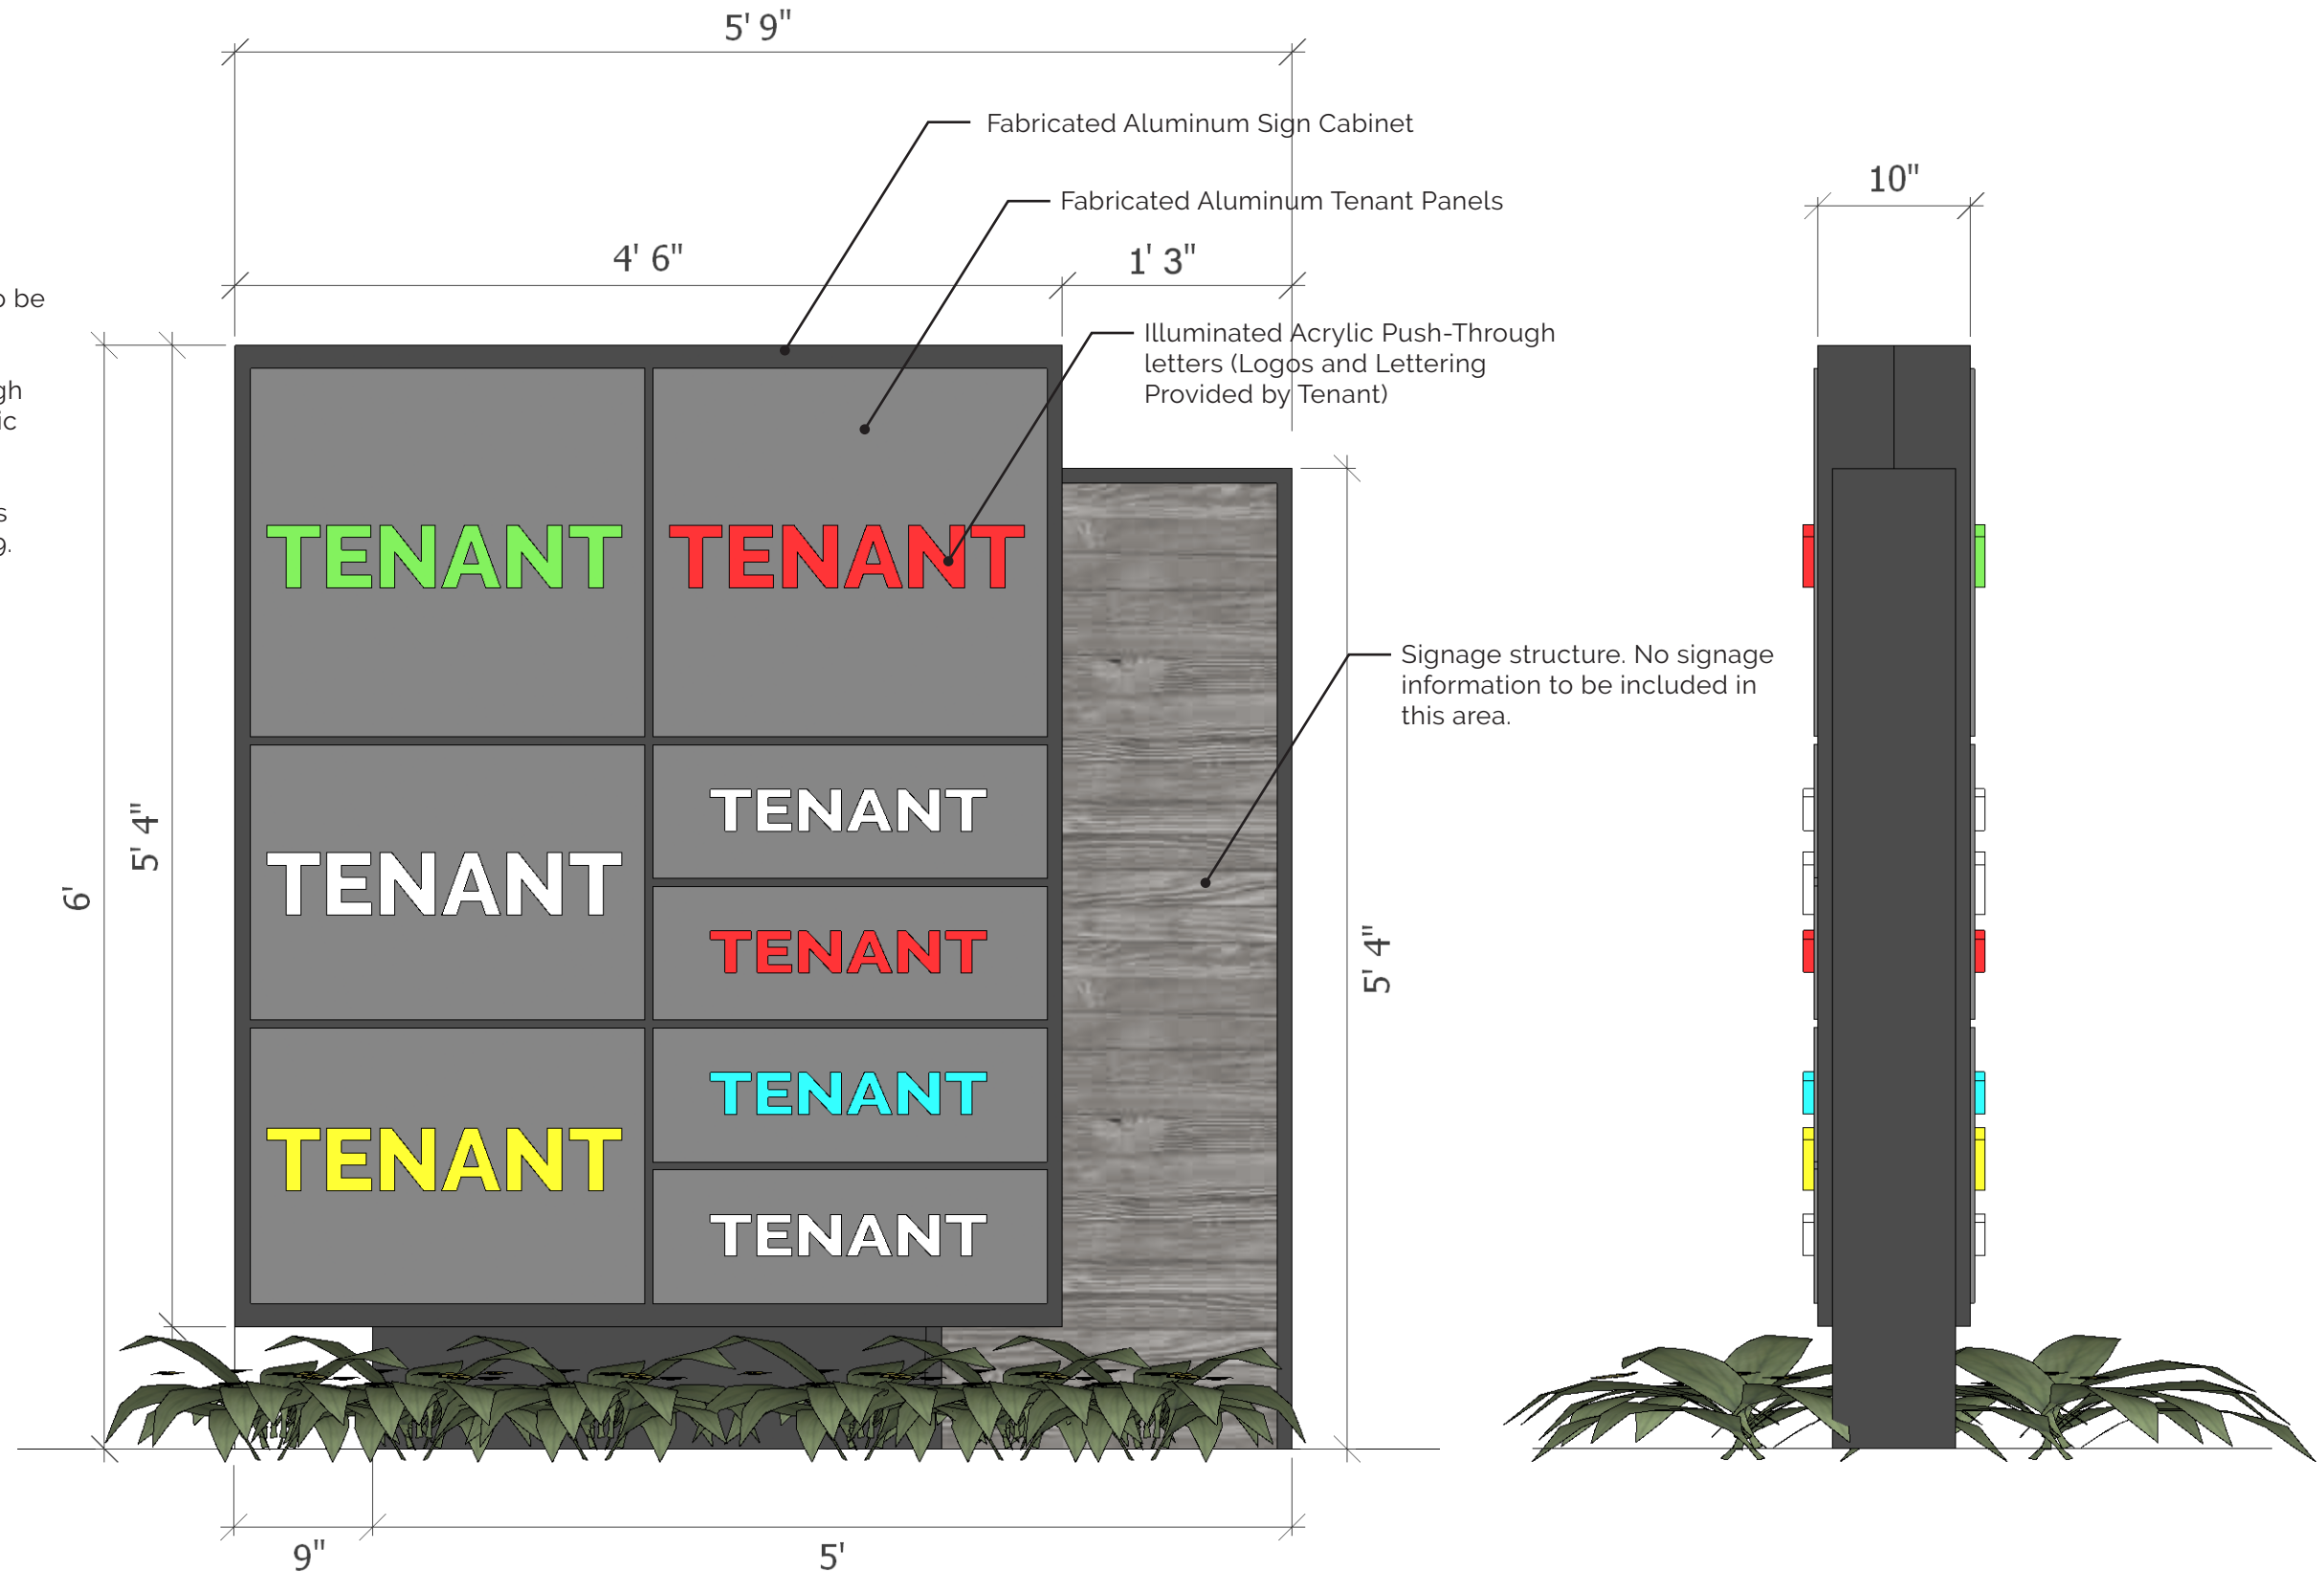 5' 9"
Fabricated Aluminum Sign Cabinet
10"
Fabricated Aluminum Tenant Panels
4' 6"
1' 3"
be
Illuminated Acrylic Push-Through
letters (Logos and Lettering
Provided by Tenant)
TENANT
TENANT
Signage structure. No signage
information to be included in
this area.
TENANT
TENANT
TENANT
TENANT
TENANT
TENANT
5' 4"
6'
5' 4"
9"
5'